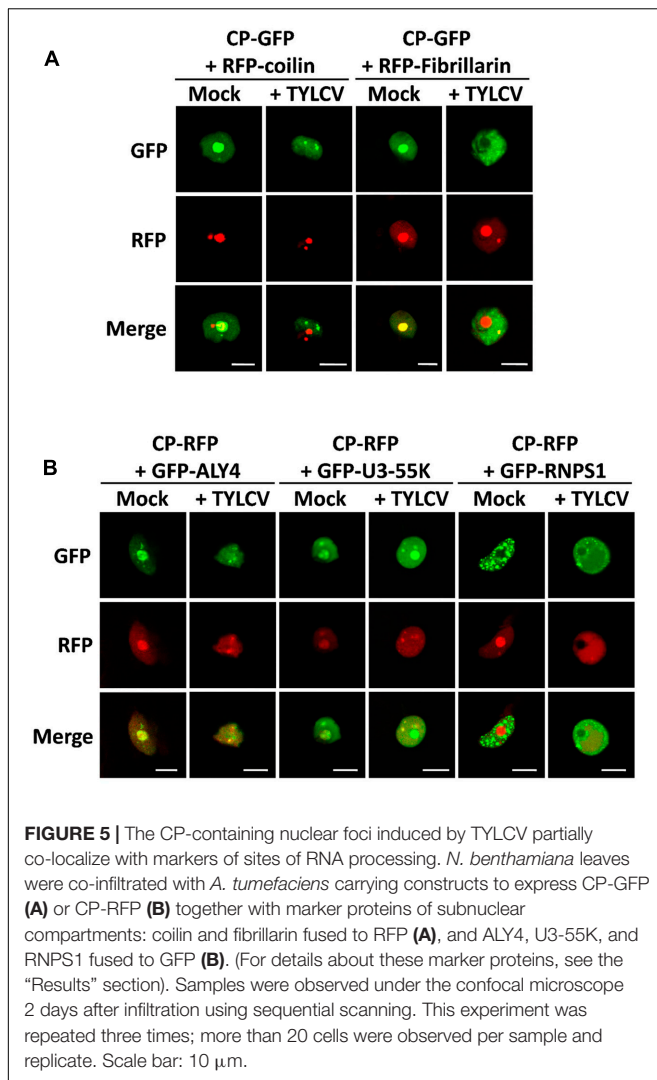 A
CP-GFP CP-GFP
+ RFP-coilin + RFP-Fibrillarin
Mock + TYLCV Mock + TYLCV
GFP
RFP
Merge
B
CP-RFP CP-RFP CP-RFP
+ GFP-ALY4 + GFP-U3-55K + GFP-RNPS1
Mock + TYLCV Mock + TYLCV Mock + TYLCV
GFP
RFP
Merge
FIGURE 5 | The CP-containing nuclear foci induced by TYLCV partially
co-localize with markers of sites of RNA processing. N. benthamiana leaves
were co-infiltrated with A. tumefaciens carrying constructs to express CP-GFP
(A) or CP-RFP (B) together with marker proteins of subnuclear
compartments: coilin and fibrillarin fused to RFP (A), and ALY4, U3-55K, and
RNPS1 fused to GFP (B). (For details about these marker proteins, see the
“Results” section). Samples were observed under the confocal microscope
2 days after infiltration using sequential scanning. This experiment was
repeated three times; more than 20 cells were observed per sample and
replicate. Scale bar: 10 μm.